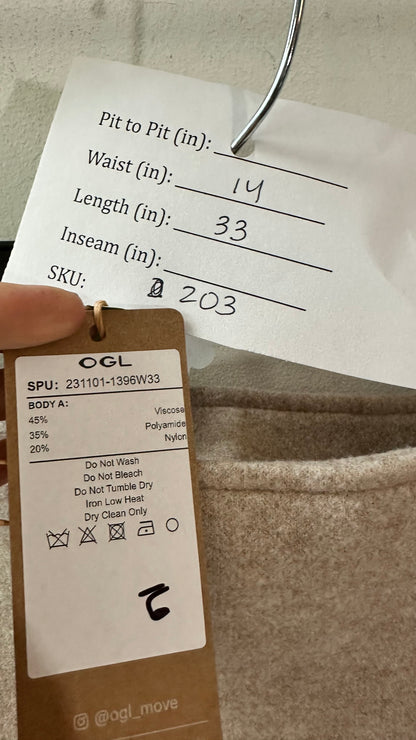 Pit to Pit (in):
Waist (in): 14
Length (in): 33
Inseam (in):
SKU: 203
OGL
SPU: 231101-1396W33
BODY A:
45% Viscose
35% Polyamide
20% Nylon
Do Not Wash
Do Not Bleach
Do Not Tumble Dry
Iron Low Heat
Dry Clean Only
@ogl_move